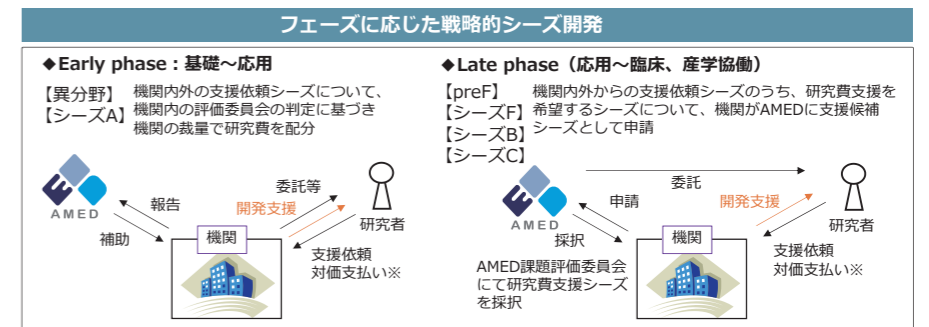 フェーズに応じた戦略的シーズ開発
◆Early phase：基礎～応用
【異分野】
【シーズA】
機関内外の支援依頼シーズについて、
機関内の評価委員会の判定に基づき
機関の裁量で研究費を配分
AMED
報告
補助
機関
委託等
開発支援
研究者
支援依頼
対価支払い※
◆Late phase（応用～臨床、産学協働）
【preF】
【シーズF】
【シーズB】
【シーズC】
機関内外からの支援依頼シーズのうち、研究費支援を
希望するシーズについて、機関がAMEDに支援候補
シーズとして申請
AMED
委託
申請
採択
機関
開発支援
研究者
支援依頼
対価支払い※
AMED課題評価委員会
にて研究費支援シーズ
を採択